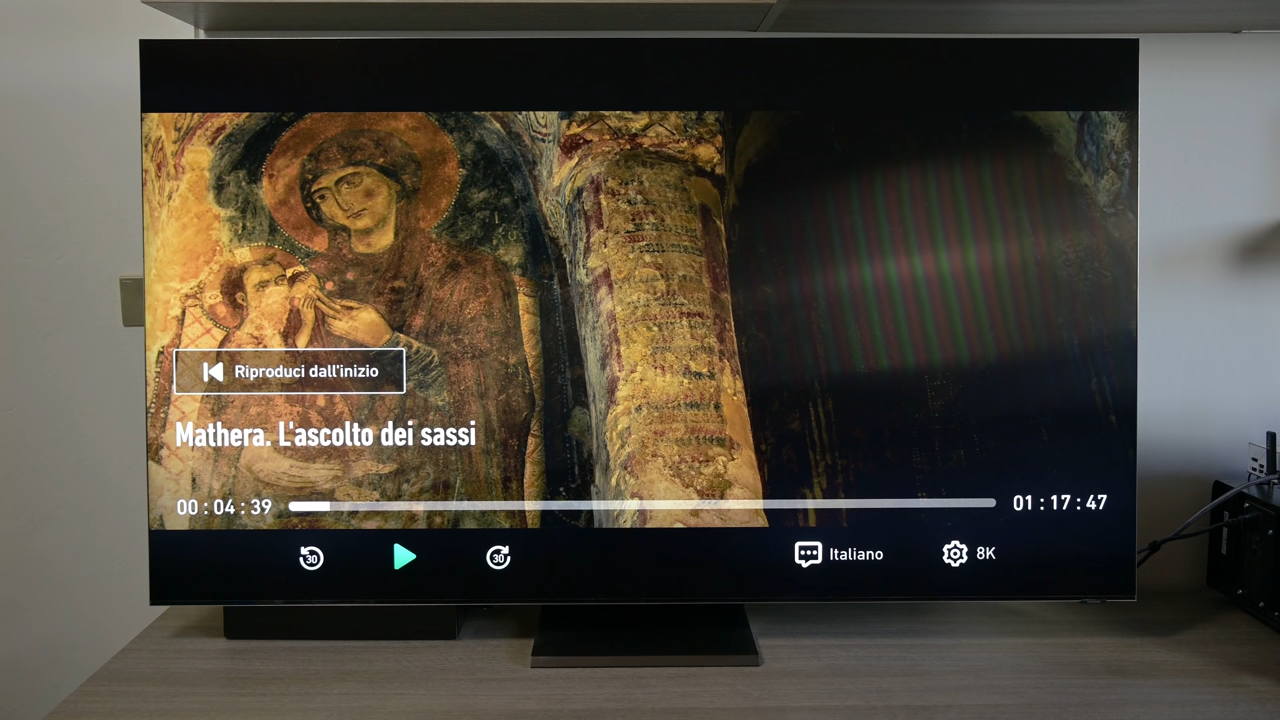 Riproduci dall'inizio
Mathera. L'ascolto dei sassi
00:04:39
01:17:47
30
30
Italiano
8K